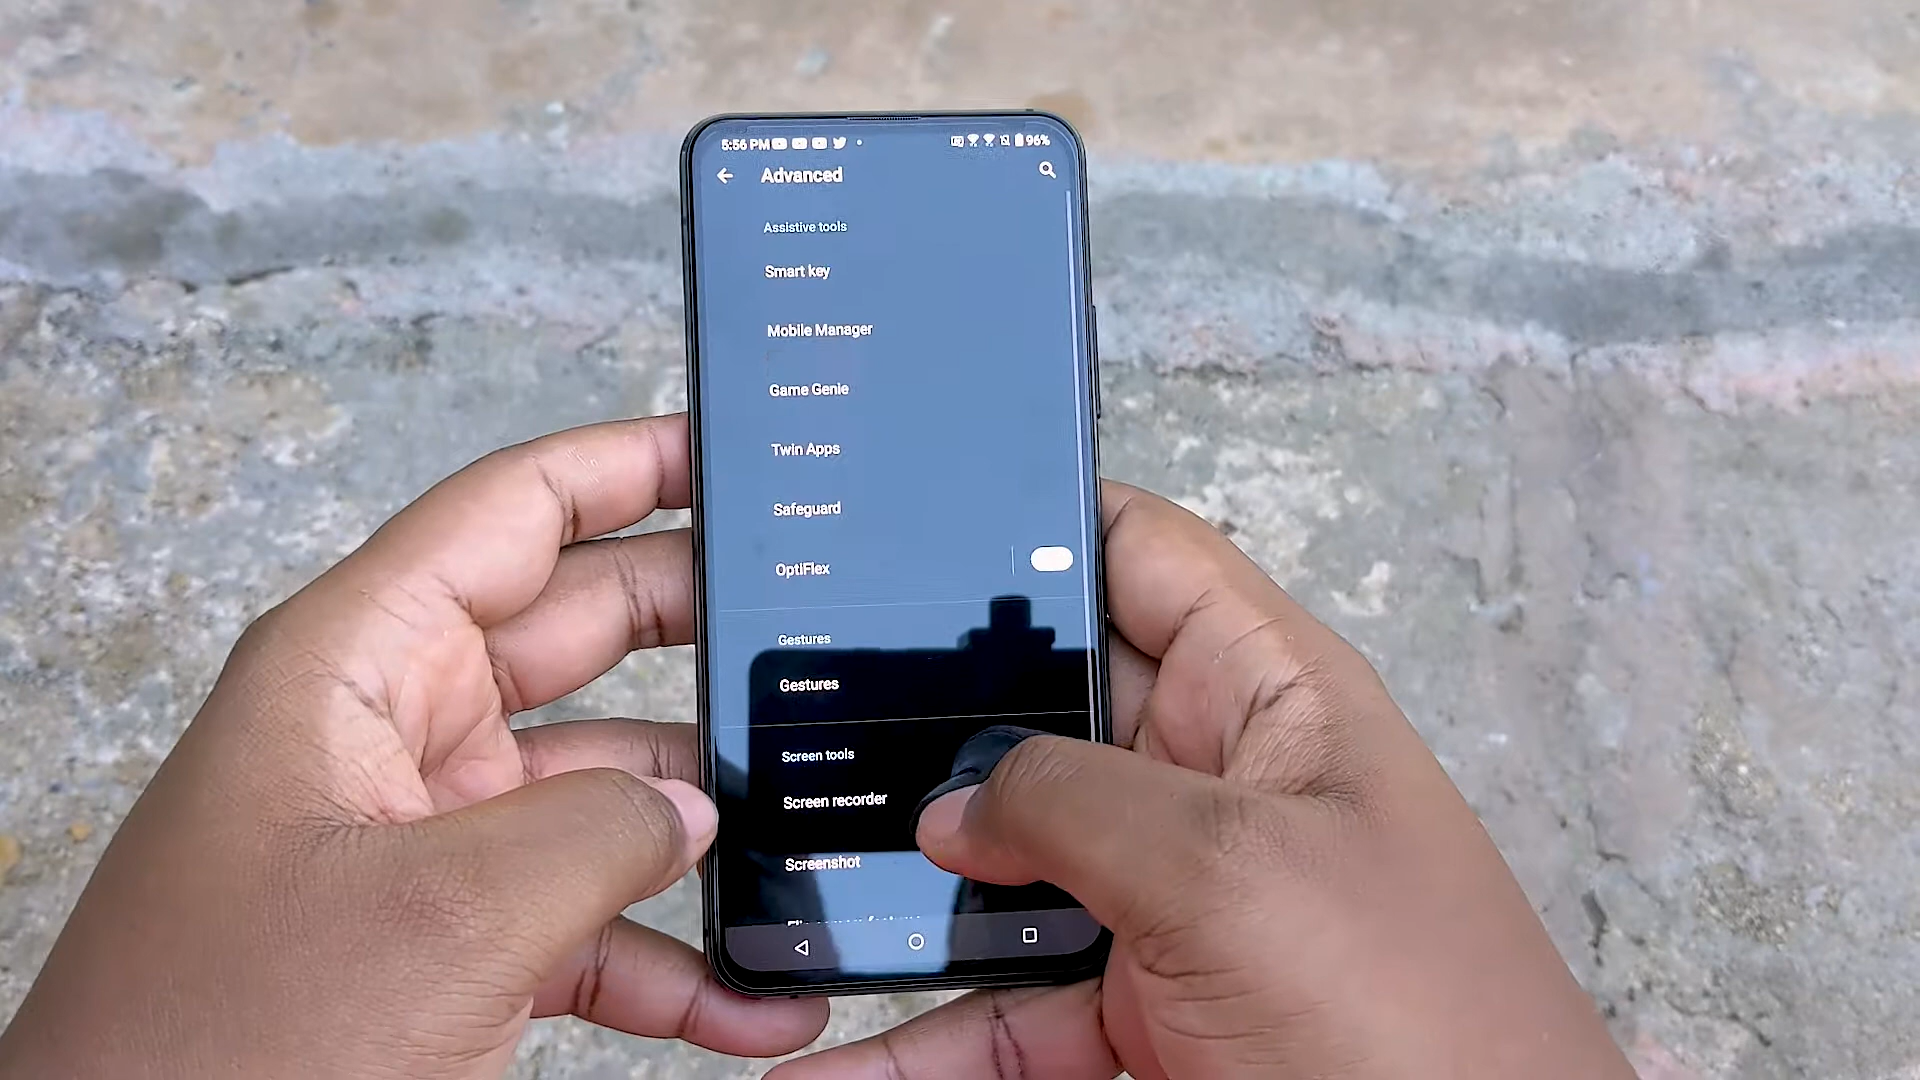 5:56 PM
96%
Advanced
Assistive tools
Smart key
Mobile Manager
Game Genie
Twin Apps
Safeguard
OptiFlex
Gestures
Gestures
Screen tools
Screen recorder
Screenshot